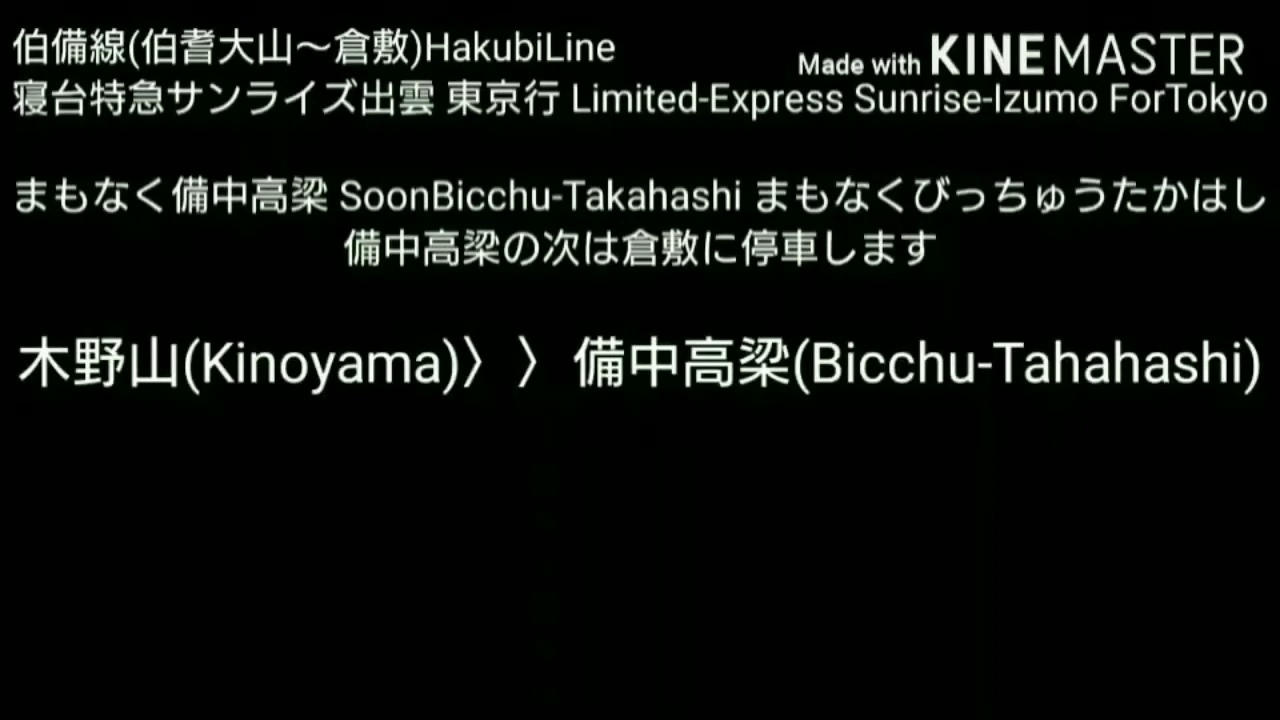 伯備線(伯耆大山〜倉敷)HakubiLine
Made with KINEMASTER
寝台特急サンライズ出雲 東京行 Limited-Express Sunrise-Izumo ForTokyo
まもなく備中高梁 SoonBicchu-Takahashi まもなくびっちゅうたかはし
備中高梁の次は倉敷に停車します
木野山(Kinoyama)〉〉備中高梁(Bicchu-Tahahashi)